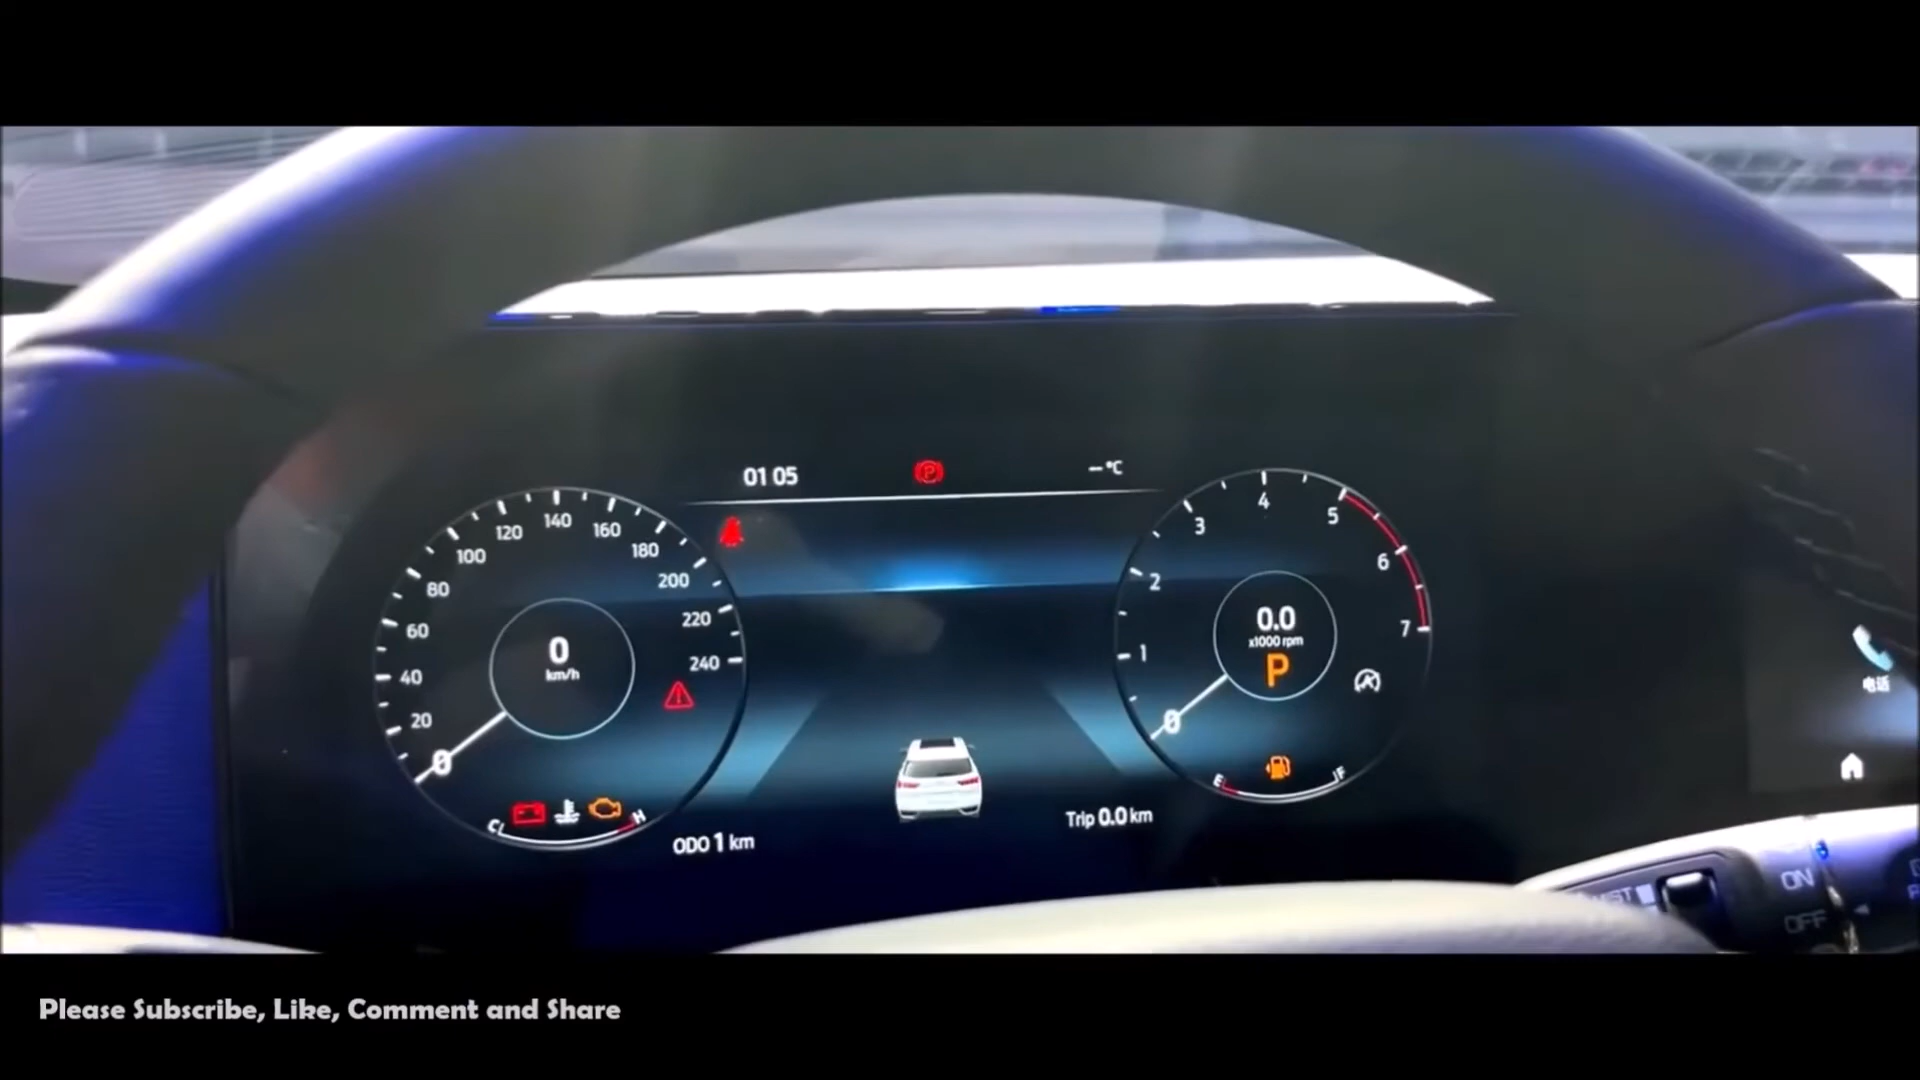 01 05
--°C
0 20 40 60 80 100 120 140 160 180 200 220 240
0
km/h
C H
ODO 1 km
Trip 0.0 km
0 1 2 3 4 5 6 7
0.0
x1000 rpm
P
E F
电话
ON
OFF
Please Subscribe, Like, Comment and Share